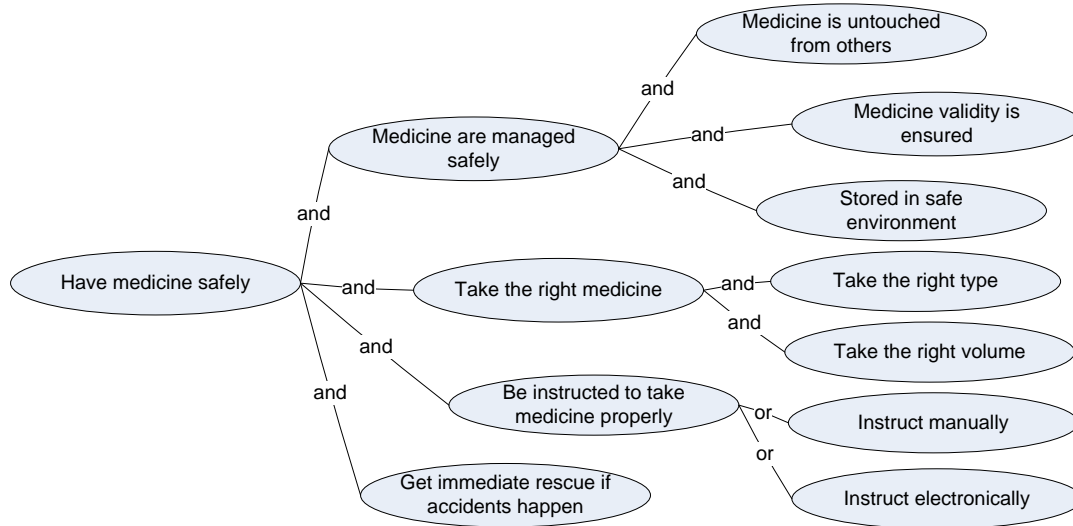 Medicine is untouched
from others
and
Medicine validity is
ensured
and
Medicine are managed
safely
and
Stored in safe
environment
and
Have medicine safely
and
Take the right medicine
and
Take the right type
and
Take the right volume
and
Be instructed to take
medicine properly
or
Instruct manually
or
Instruct electronically
and
Get immediate rescue if
accidents happen